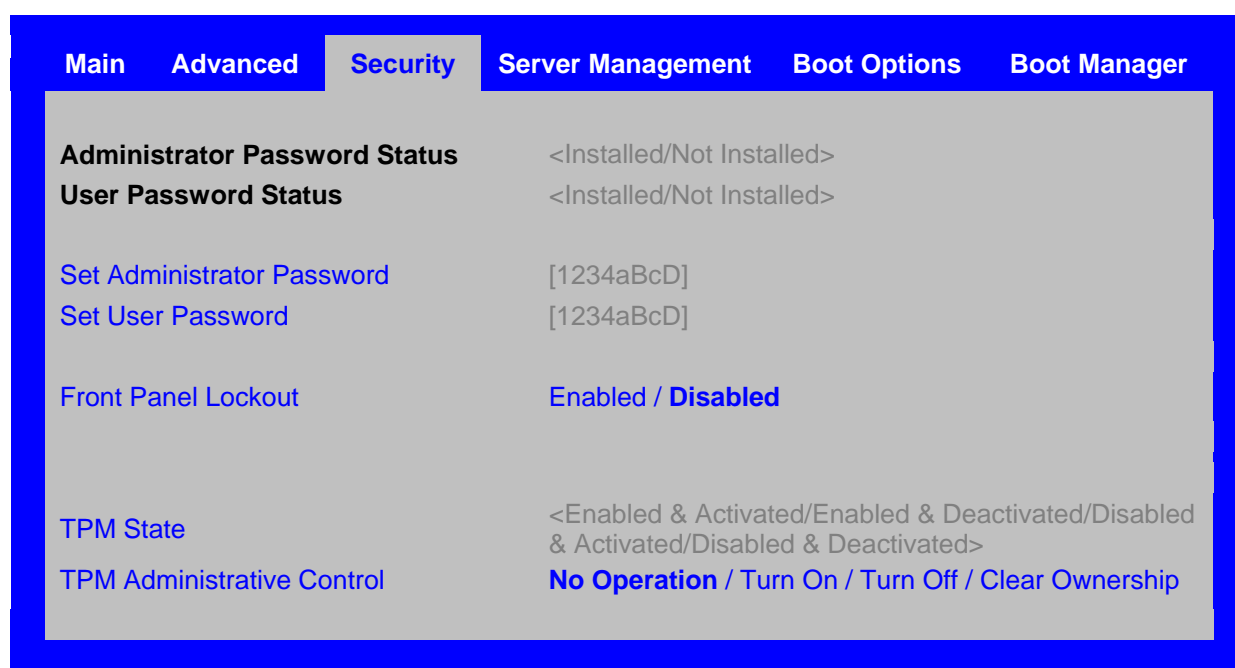 Main Advanced Security Server Management Boot Options Boot Manager
Administrator Password Status <Installed/Not Installed>
User Password Status <Installed/Not Installed>
Set Administrator Password [1234aBcD]
Set User Password [1234aBcD]
Front Panel Lockout Enabled / Disabled
TPM State <Enabled & Activated/Enabled & Deactivated/Disabled
& Activated/Disabled & Deactivated>
TPM Administrative Control No Operation / Turn On / Turn Off / Clear Ownership